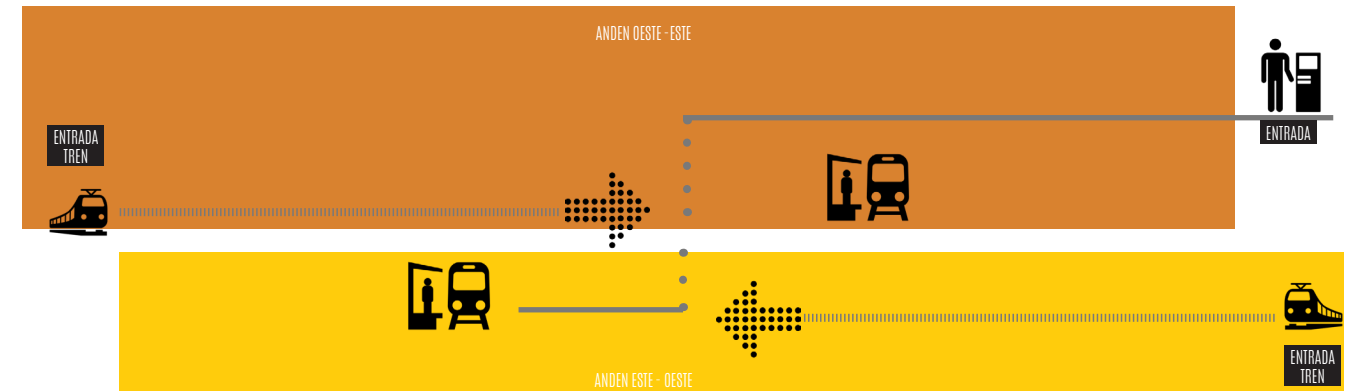 ANDEN OESTE - ESTE
ENTRADA
ENTRADA
TREN
ANDEN ESTE - OESTE
ENTRADA
TREN